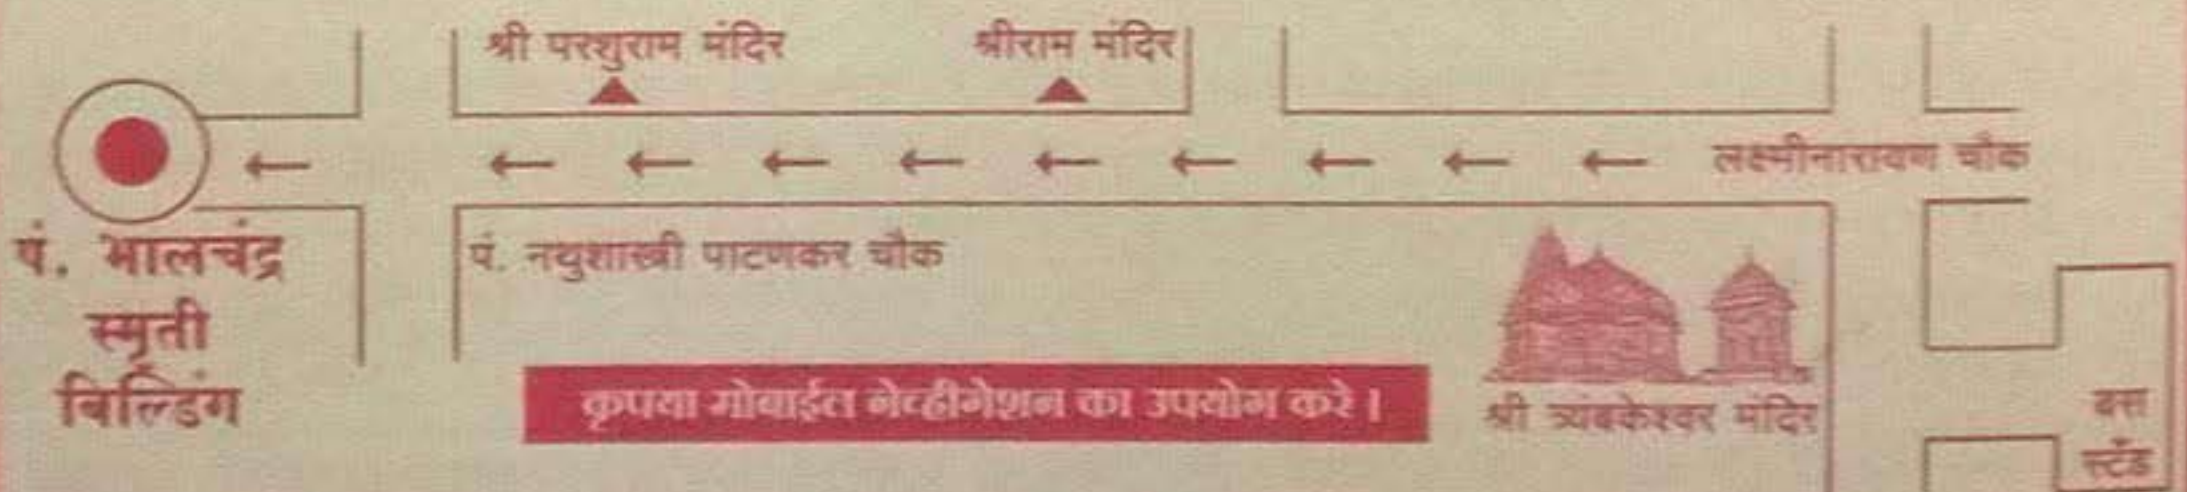 श्री परशुराम मंदिर
श्रीराम मंदिर
लक्ष्मीनारायण चौक
पं. भालचंद्र
स्मृती
बिल्डिंग
पं. नथुशास्त्री पाटणकर चौक
कृपया मोबाईल नेव्हीगेशन का उपयोग करे।
श्री त्र्यंबकेश्वर मंदिर
बस
स्टँड